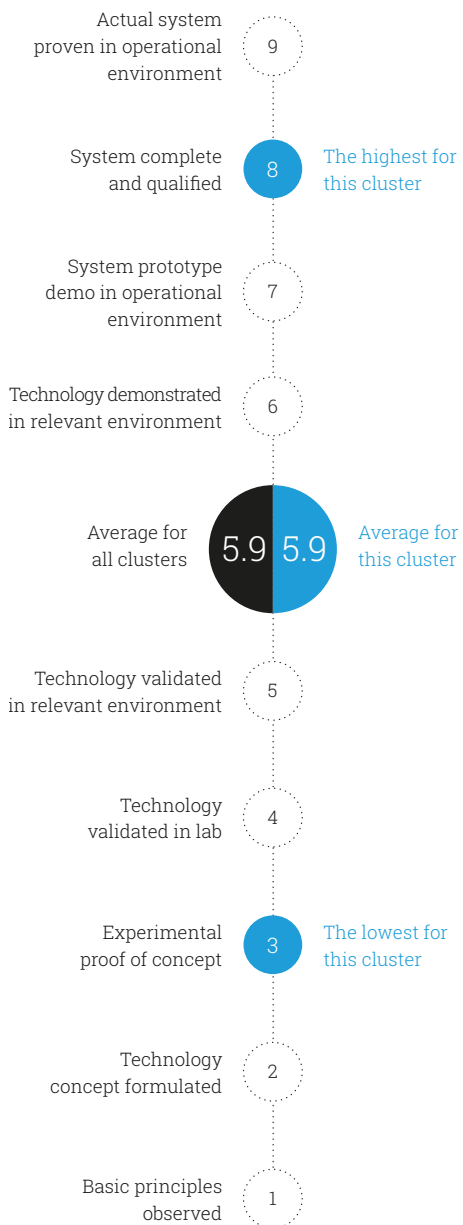 Actual system
proven in operational
environment
9
System complete
and qualified
8
The highest for
this cluster
System prototype
demo in operational
environment
7
Technology demonstrated
in relevant environment
6
Average for
all clusters
5.9
5.9
Average for
this cluster
Technology validated
in relevant environment
5
Technology
validated in lab
4
Experimental
proof of concept
3
The lowest for
this cluster
Technology
concept formulated
2
Basic principles
observed
1